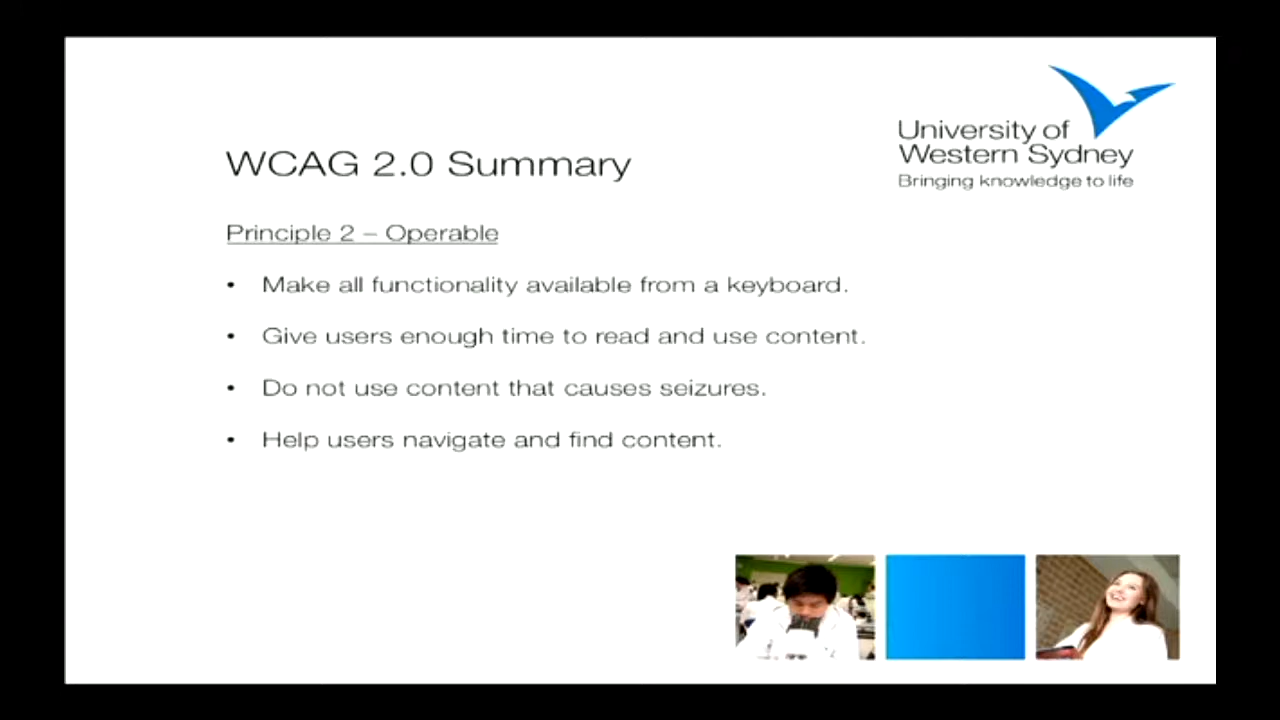 University of
Western Sydney
Bringing knowledge to life
WCAG 2.0 Summary
Principle 2 – Operable
• Make all functionality available from a keyboard.
• Give users enough time to read and use content.
• Do not use content that causes seizures.
• Help users navigate and find content.